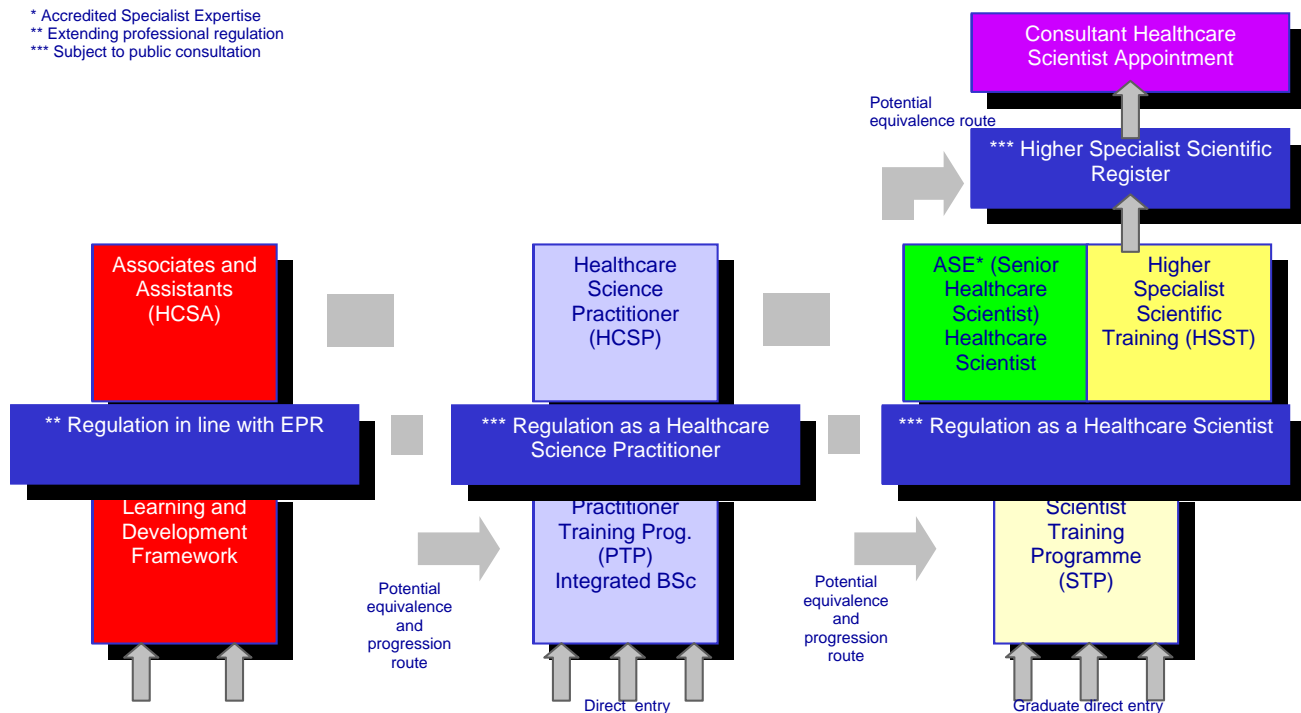 * Accredited Specialist Expertise
** Extending professional regulation
*** Subject to public consultation
Consultant Healthcare
Scientist Appointment
Potential
equivalence route
*** Higher Specialist Scientific
Register
Associates and
Assistants
(HCSA)
Healthcare
Science
Practitioner
(HCSP)
ASE* (Senior
Healthcare
Scientist)
Healthcare
Scientist
Higher
Specialist
Scientific
Training (HSST)
** Regulation in line with EPR
*** Regulation as a Healthcare
Science Practitioner
*** Regulation as a Healthcare Scientist
Learning and
Development
Framework
Practitioner
Training Prog.
(PTP)
Integrated BSc
Scientist
Training
Programme
(STP)
Potential
equivalence
and
progression
route
Potential
equivalence
and
progression
route
Direct entry
Graduate direct entry